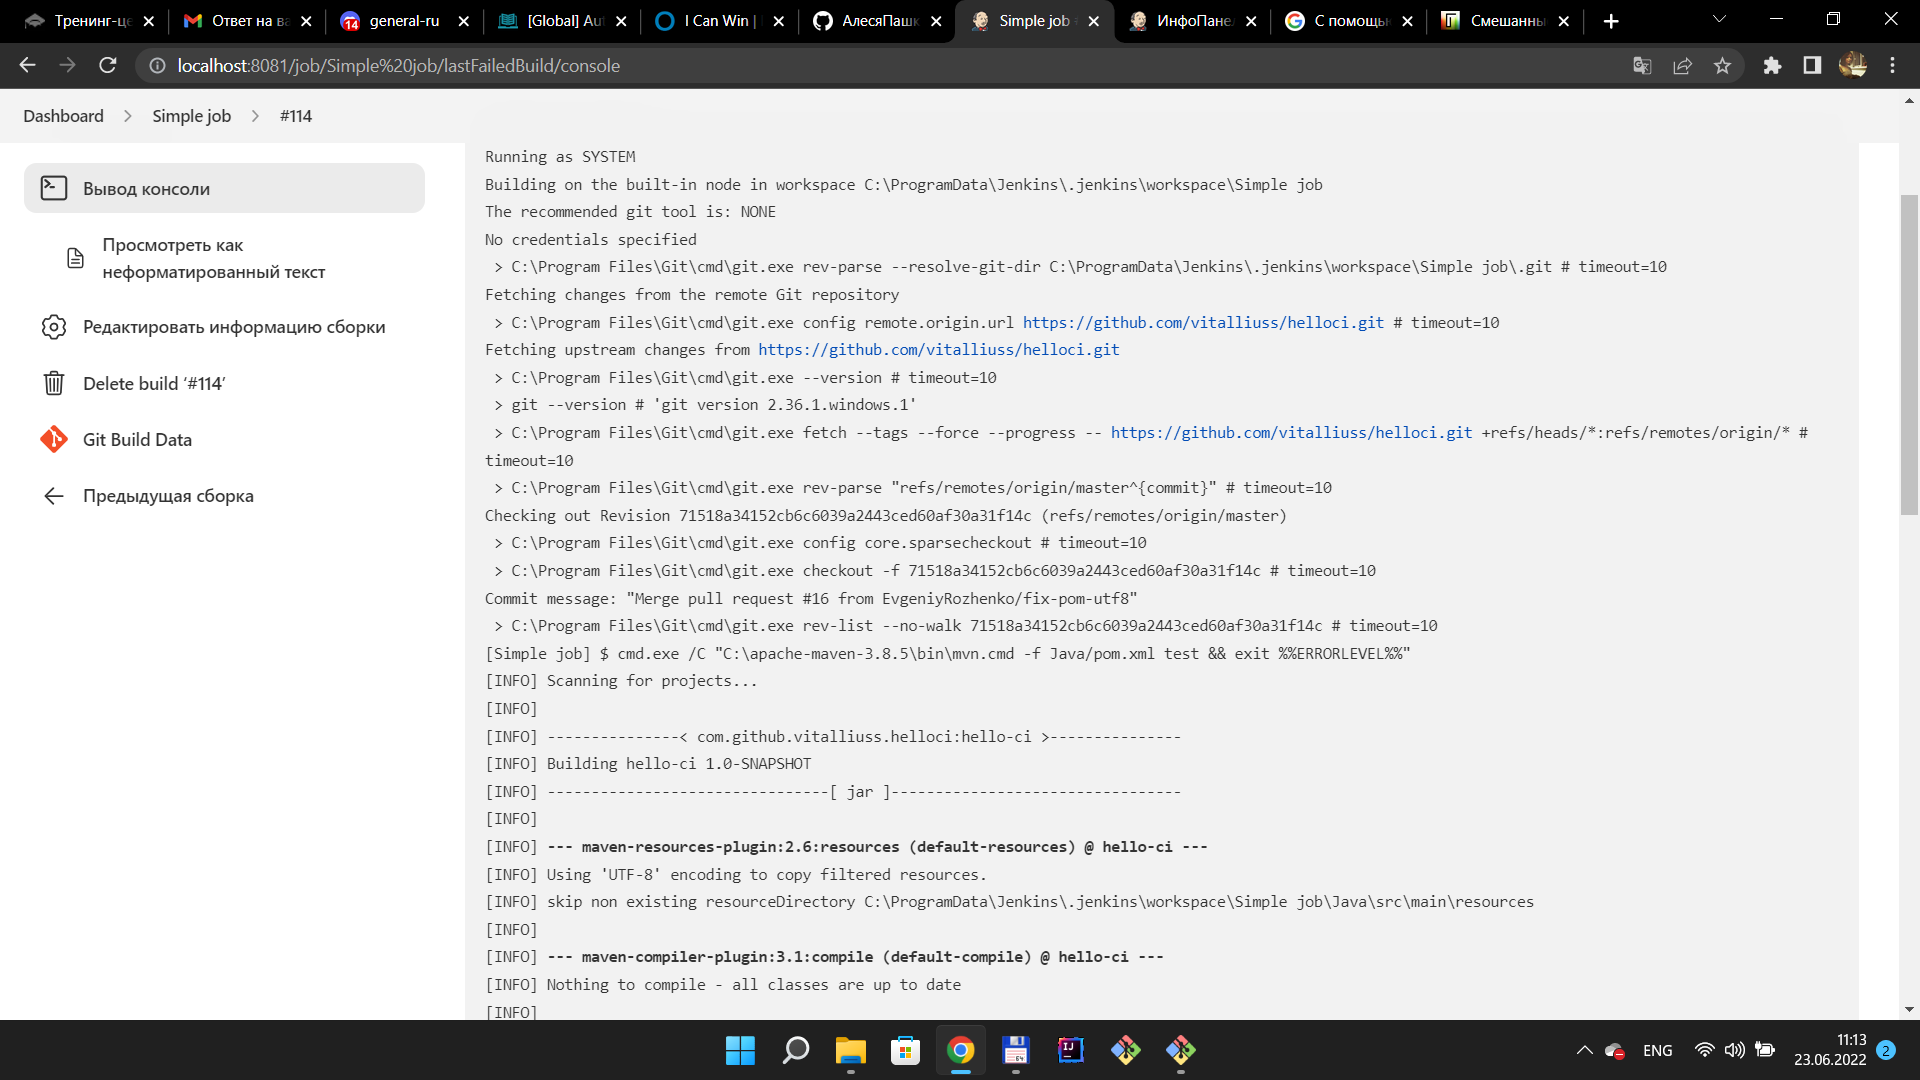 Тренинг-це
Ответ на ва
14
general-ru
[Global] Au
I Can Win |
АлесяПашк
Simple job
ИнфоПане
С помощь
Смешаннь
localhost:8081/job/Simple%20job/lastFailedBuild/console
Dashboard
Simple job
#114
Вывод консоли
Просмотреть как
неформатированный текст
Редактировать информацию сборки
Delete build ‘#114’
Git Build Data
Предыдущая сборка
Running as SYSTEM
Building on the built-in node in workspace C:\ProgramData\Jenkins\.jenkins\workspace\Simple job
The recommended git tool is: NONE
No credentials specified
> C:\Program Files\Git\cmd\git.exe rev-parse --resolve-git-dir C:\ProgramData\Jenkins\.jenkins\workspace\Simple job\.git # timeout=10
Fetching changes from the remote Git repository
> C:\Program Files\Git\cmd\git.exe config remote.origin.url https://github.com/vitalliuss/helloci.git # timeout=10
Fetching upstream changes from https://github.com/vitalliuss/helloci.git
> C:\Program Files\Git\cmd\git.exe --version # timeout=10
> git --version # 'git version 2.36.1.windows.1'
> C:\Program Files\Git\cmd\git.exe fetch --tags --force --progress -- https://github.com/vitalliuss/helloci.git +refs/heads/*:refs/remotes/origin/* #
timeout=10
> C:\Program Files\Git\cmd\git.exe rev-parse "refs/remotes/origin/master^{commit}" # timeout=10
Checking out Revision 71518a34152cb6c6039a2443ced60af30a31f14c (refs/remotes/origin/master)
> C:\Program Files\Git\cmd\git.exe config core.sparsecheckout # timeout=10
> C:\Program Files\Git\cmd\git.exe checkout -f 71518a34152cb6c6039a2443ced60af30a31f14c # timeout=10
Commit message: "Merge pull request #16 from EvgeniyRozhenko/fix-pom-utf8"
> C:\Program Files\Git\cmd\git.exe rev-list --no-walk 71518a34152cb6c6039a2443ced60af30a31f14c # timeout=10
[Simple job] $ cmd.exe /C "C:\apache-maven-3.8.5\bin\mvn.cmd -f Java/pom.xml test && exit %%ERRORLEVEL%%"
[INFO] Scanning for projects...
[INFO]
[INFO] ---------------< com.github.vitalliuss.helloci:hello-ci >---------------
[INFO] Building hello-ci 1.0-SNAPSHOT
[INFO] --------------------------------[ jar ]---------------------------------
[INFO]
[INFO] --- maven-resources-plugin:2.6:resources (default-resources) @ hello-ci ---
[INFO] Using 'UTF-8' encoding to copy filtered resources.
[INFO] skip non existing resourceDirectory C:\ProgramData\Jenkins\.jenkins\workspace\Simple job\Java\src\main\resources
[INFO]
[INFO] --- maven-compiler-plugin:3.1:compile (default-compile) @ hello-ci ---
[INFO] Nothing to compile - all classes are up to date
[INFO]
ENG
11:13
23.06.2022
2